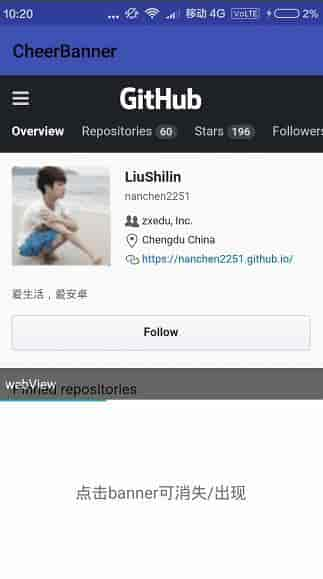 10:20 ... 移动 4G VoLTE 2%
CheerBanner
GitHub
Overview Repositories 60 Stars 196 Followers
LiuShilin
nanchen2251
zxedu, Inc.
Chengdu China
https://nanchen2251.github.io/
爱生活，爱安卓
Follow
Pinned repositories
webView
点击banner可消失/出现